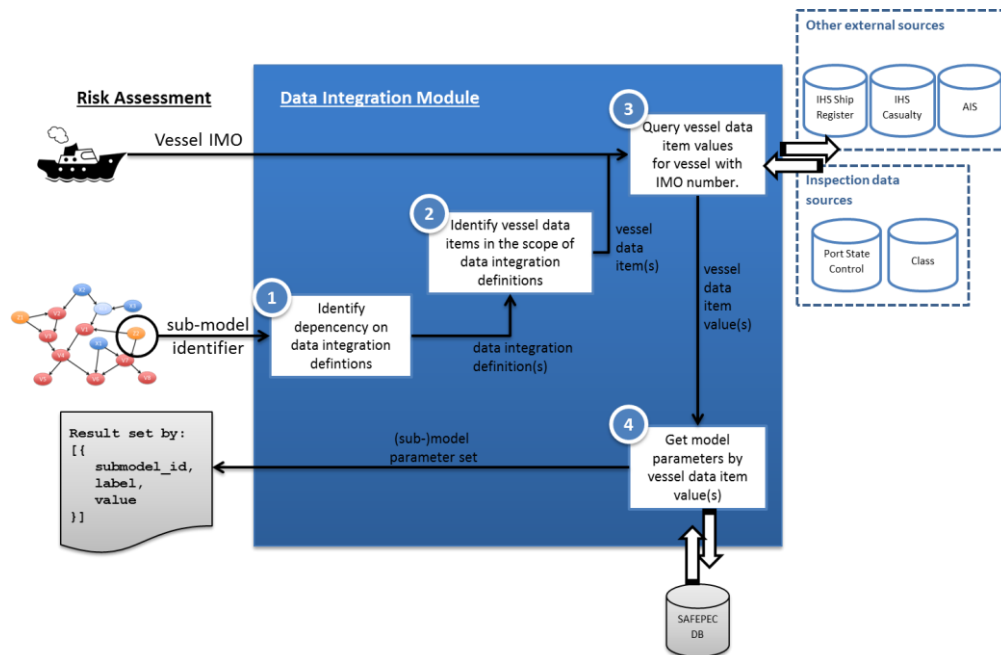 Other external sources
IHS Ship
Register
IHS
Casualty
AIS
Risk Assessment
Data Integration Module
Vessel IMO
3
Query vessel data
item values
for vessel with
IMO number.
Inspection data
sources
Port State
Control
Class
2
Identify vessel data
items in the scope of
data integration
definitions
vessel
data
item(s)
vessel
data
item
value(s)
1
Identify
depencency on
data integration
defintions
sub-model
identifier
data integration
definition(s)
4
Get model
parameters by
vessel data item
value(s)
(sub-)model
parameter set
Result set by:
[{
submodel_id,
label,
value
}]
SAFEPEC
DB